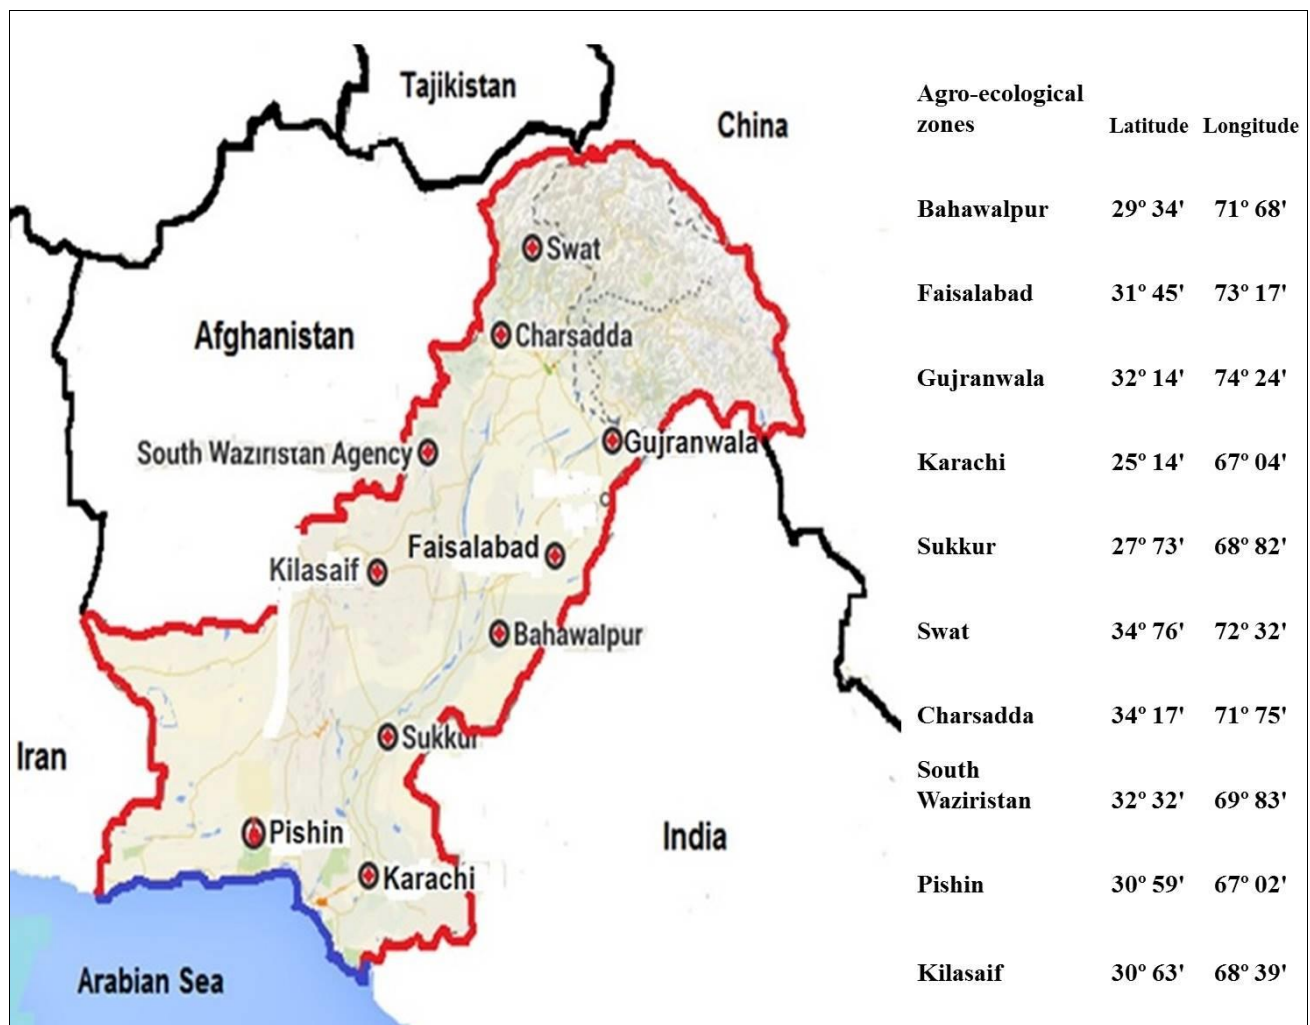 Tajikistan
China
Swat
Afghanistan
Charsadda
South Waziristan Agency
Gujranwala
Faisalabad
Kilasaif
Bahawalpur
Sukkur
Iran
Pishin
India
Karachi
Arabian Sea
Agro-ecological
zones Latitude Longitude
Bahawalpur 29º 34' 71º 68'
Faisalabad 31º 45' 73º 17'
Gujranwala 32º 14' 74º 24'
Karachi 25º 14' 67º 04'
Sukkur 27º 73' 68º 82'
Swat 34º 76' 72º 32'
Charsadda 34º 17' 71º 75'
South
Waziristan 32º 32' 69º 83'
Pishin 30º 59' 67º 02'
Kilasaif 30º 63' 68º 39'